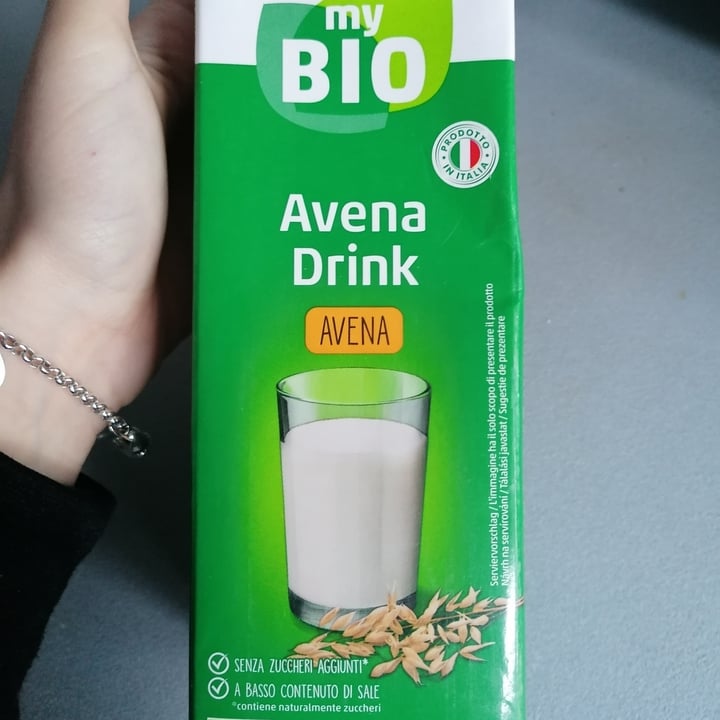 my
BIO
PRODOTTO
IN ITALIA
Avena
Drink
AVENA
Serviervorschlag / L'immagine ha il solo scopo di presentare il prodotto
Návrh na servírování / Tálalási javaslat / Sugestie de prezentare
SENZA ZUCCHERI AGGIUNTI*
A BASSO CONTENUTO DI SALE
*contiene naturalmente zuccheri